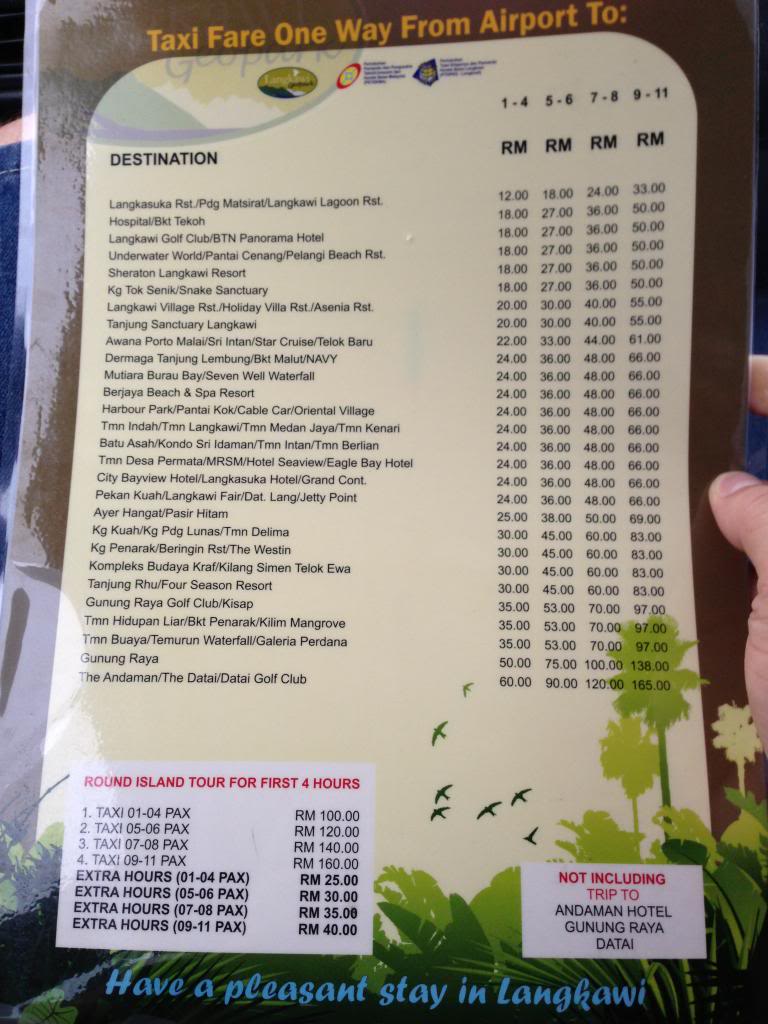 Taxi Fare One Way From Airport To:
Geopark
Langkawi
Geopark
1 - 4 5 - 6 7 - 8 9 - 11
DESTINATION RM RM RM RM
Langkasuka Rst./Pdg Matsirat/Langkawi Lagoon Rst. 12.00 18.00 24.00 33.00
Hospital/Bkt Tekoh 18.00 27.00 36.00 50.00
Langkawi Golf Club/BTN Panorama Hotel 18.00 27.00 36.00 50.00
Underwater World/Pantai Cenang/Pelangi Beach Rst. 18.00 27.00 36.00 50.00
Sheraton Langkawi Resort 18.00 27.00 36.00 50.00
Kg Tok Senik/Snake Sanctuary 18.00 27.00 36.00 50.00
Langkawi Village Rst./Holiday Villa Rst./Asenia Rst. 20.00 30.00 40.00 55.00
Tanjung Sanctuary Langkawi 20.00 30.00 40.00 55.00
Awana Porto Malai/Sri Intan/Star Cruise/Telok Baru 22.00 33.00 44.00 61.00
Dermaga Tanjung Lembung/Bkt Malut/NAVY 24.00 36.00 48.00 66.00
Mutiara Burau Bay/Seven Well Waterfall 24.00 36.00 48.00 66.00
Berjaya Beach & Spa Resort 24.00 36.00 48.00 66.00
Harbour Park/Pantai Kok/Cable Car/Oriental Village 24.00 36.00 48.00 66.00
Tmn Indah/Tmn Langkawi/Tmn Medan Jaya/Tmn Kenari 24.00 36.00 48.00 66.00
Batu Asah/Kondo Sri Idaman/Tmn Intan/Tmn Berlian 24.00 36.00 48.00 66.00
Tmn Desa Permata/MRSM/Hotel Seaview/Eagle Bay Hotel 24.00 36.00 48.00 66.00
City Bayview Hotel/Langkasuka Hotel/Grand Cont. 24.00 36.00 48.00 66.00
Pekan Kuah/Langkawi Fair/Dat. Lang/Jetty Point 24.00 36.00 48.00 66.00
Ayer Hangat/Pasir Hitam 25.00 38.00 50.00 69.00
Kg Kuah/Kg Pdg Lunas/Tmn Delima 30.00 45.00 60.00 83.00
Kg Penarak/Beringin Rst/The Westin 30.00 45.00 60.00 83.00
Kompleks Budaya Kraf/Kilang Simen Telok Ewa 30.00 45.00 60.00 83.00
Tanjung Rhu/Four Season Resort 30.00 45.00 60.00 83.00
Gunung Raya Golf Club/Kisap 35.00 53.00 70.00 97.00
Tmn Hidupan Liar/Bkt Penarak/Kilim Mangrove 35.00 53.00 70.00 97.00
Tmn Buaya/Temurun Waterfall/Galeria Perdana 35.00 53.00 70.00 97.00
Gunung Raya 50.00 75.00 100.00 138.00
The Andaman/The Datai/Datai Golf Club 60.00 90.00 120.00 165.00
ROUND ISLAND TOUR FOR FIRST 4 HOURS
1. TAXI 01-04 PAX RM 100.00
2. TAXI 05-06 PAX RM 120.00
3. TAXI 07-08 PAX RM 140.00
4. TAXI 09-11 PAX RM 160.00
EXTRA HOURS (01-04 PAX) RM 25.00
EXTRA HOURS (05-06 PAX) RM 30.00
EXTRA HOURS (07-08 PAX) RM 35.00
EXTRA HOURS (09-11 PAX) RM 40.00
NOT INCLUDING
TRIP TO
ANDAMAN HOTEL
GUNUNG RAYA
DATAI
Have a pleasant stay in Langkawi